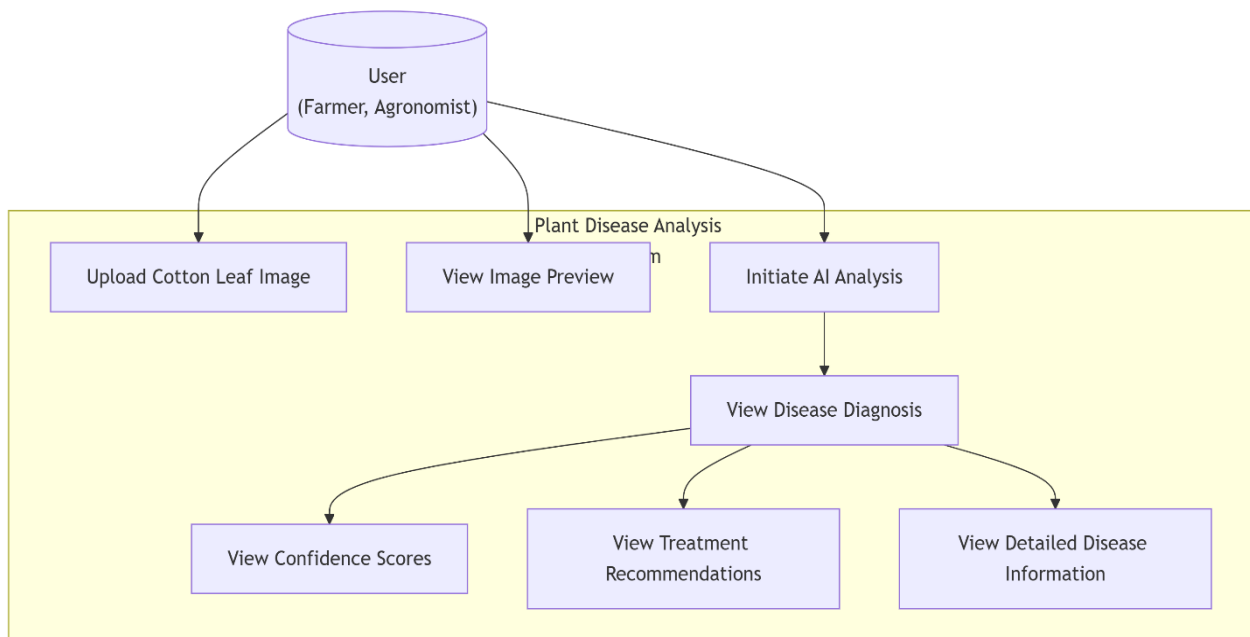 User
(Farmer, Agronomist)
Plant Disease Analysis
Upload Cotton Leaf Image
View Image Preview
Initiate AI Analysis
View Disease Diagnosis
View Confidence Scores
View Treatment
Recommendations
View Detailed Disease
Information